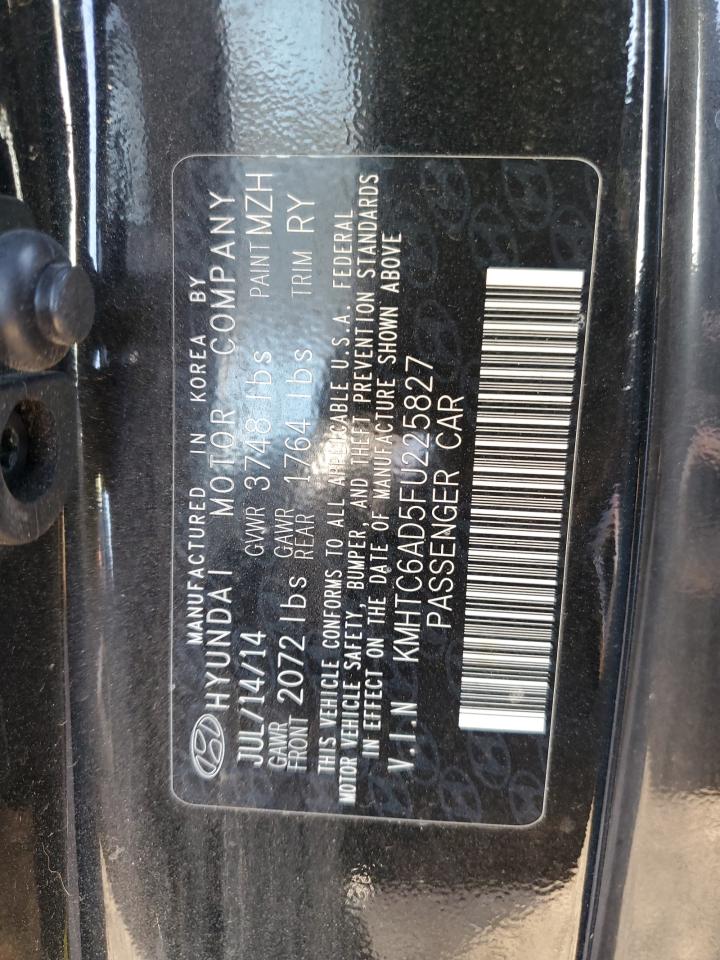 MANUFACTURED IN KOREA BY
HYUNDAI MOTOR COMPANY
JUL/14/14 GVWR 3748 lbs PAINT MZH
GAWR FRONT 2072 lbs GAWR REAR 1764 lbs TRIM RY
THIS VEHICLE CONFORMS TO ALL APPLICABLE U.S.A. FEDERAL
MOTOR VEHICLE SAFETY, BUMPER, AND THEFT PREVENTION STANDARDS
IN EFFECT ON THE DATE OF MANUFACTURE SHOWN ABOVE
V.I.N KMHTC6AD5FU225827
PASSENGER CAR